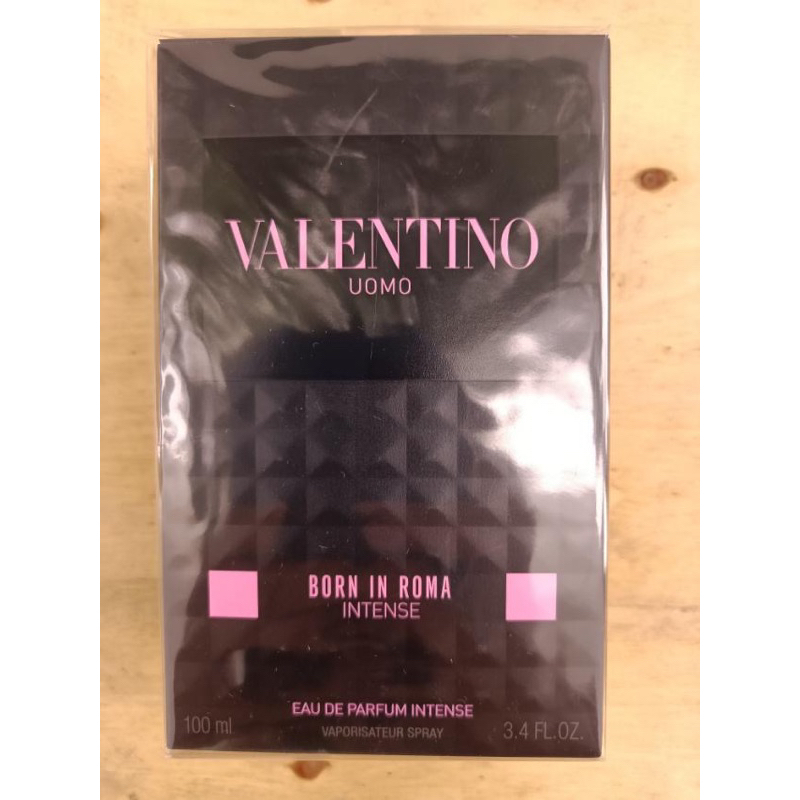 VALENTINO
UOMO
BORN IN ROMA
INTENSE
EAU DE PARFUM INTENSE
100 ml VAPORISATEUR SPRAY 3.4 FL.OZ.